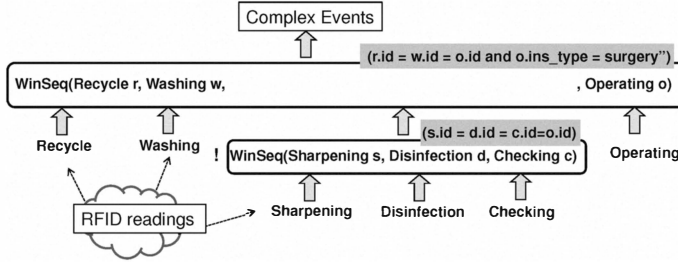 Complex Events
(r.id = w.id = o.id and o.ins_type = surgery”)
WinSeq(Recycle r, Washing w, , Operating o)
(s.id = d.id = c.id=o.id)
Recycle Washing ! WinSeq(Sharpening s, Disinfection d, Checking c) Operating
RFID readings Sharpening Disinfection Checking